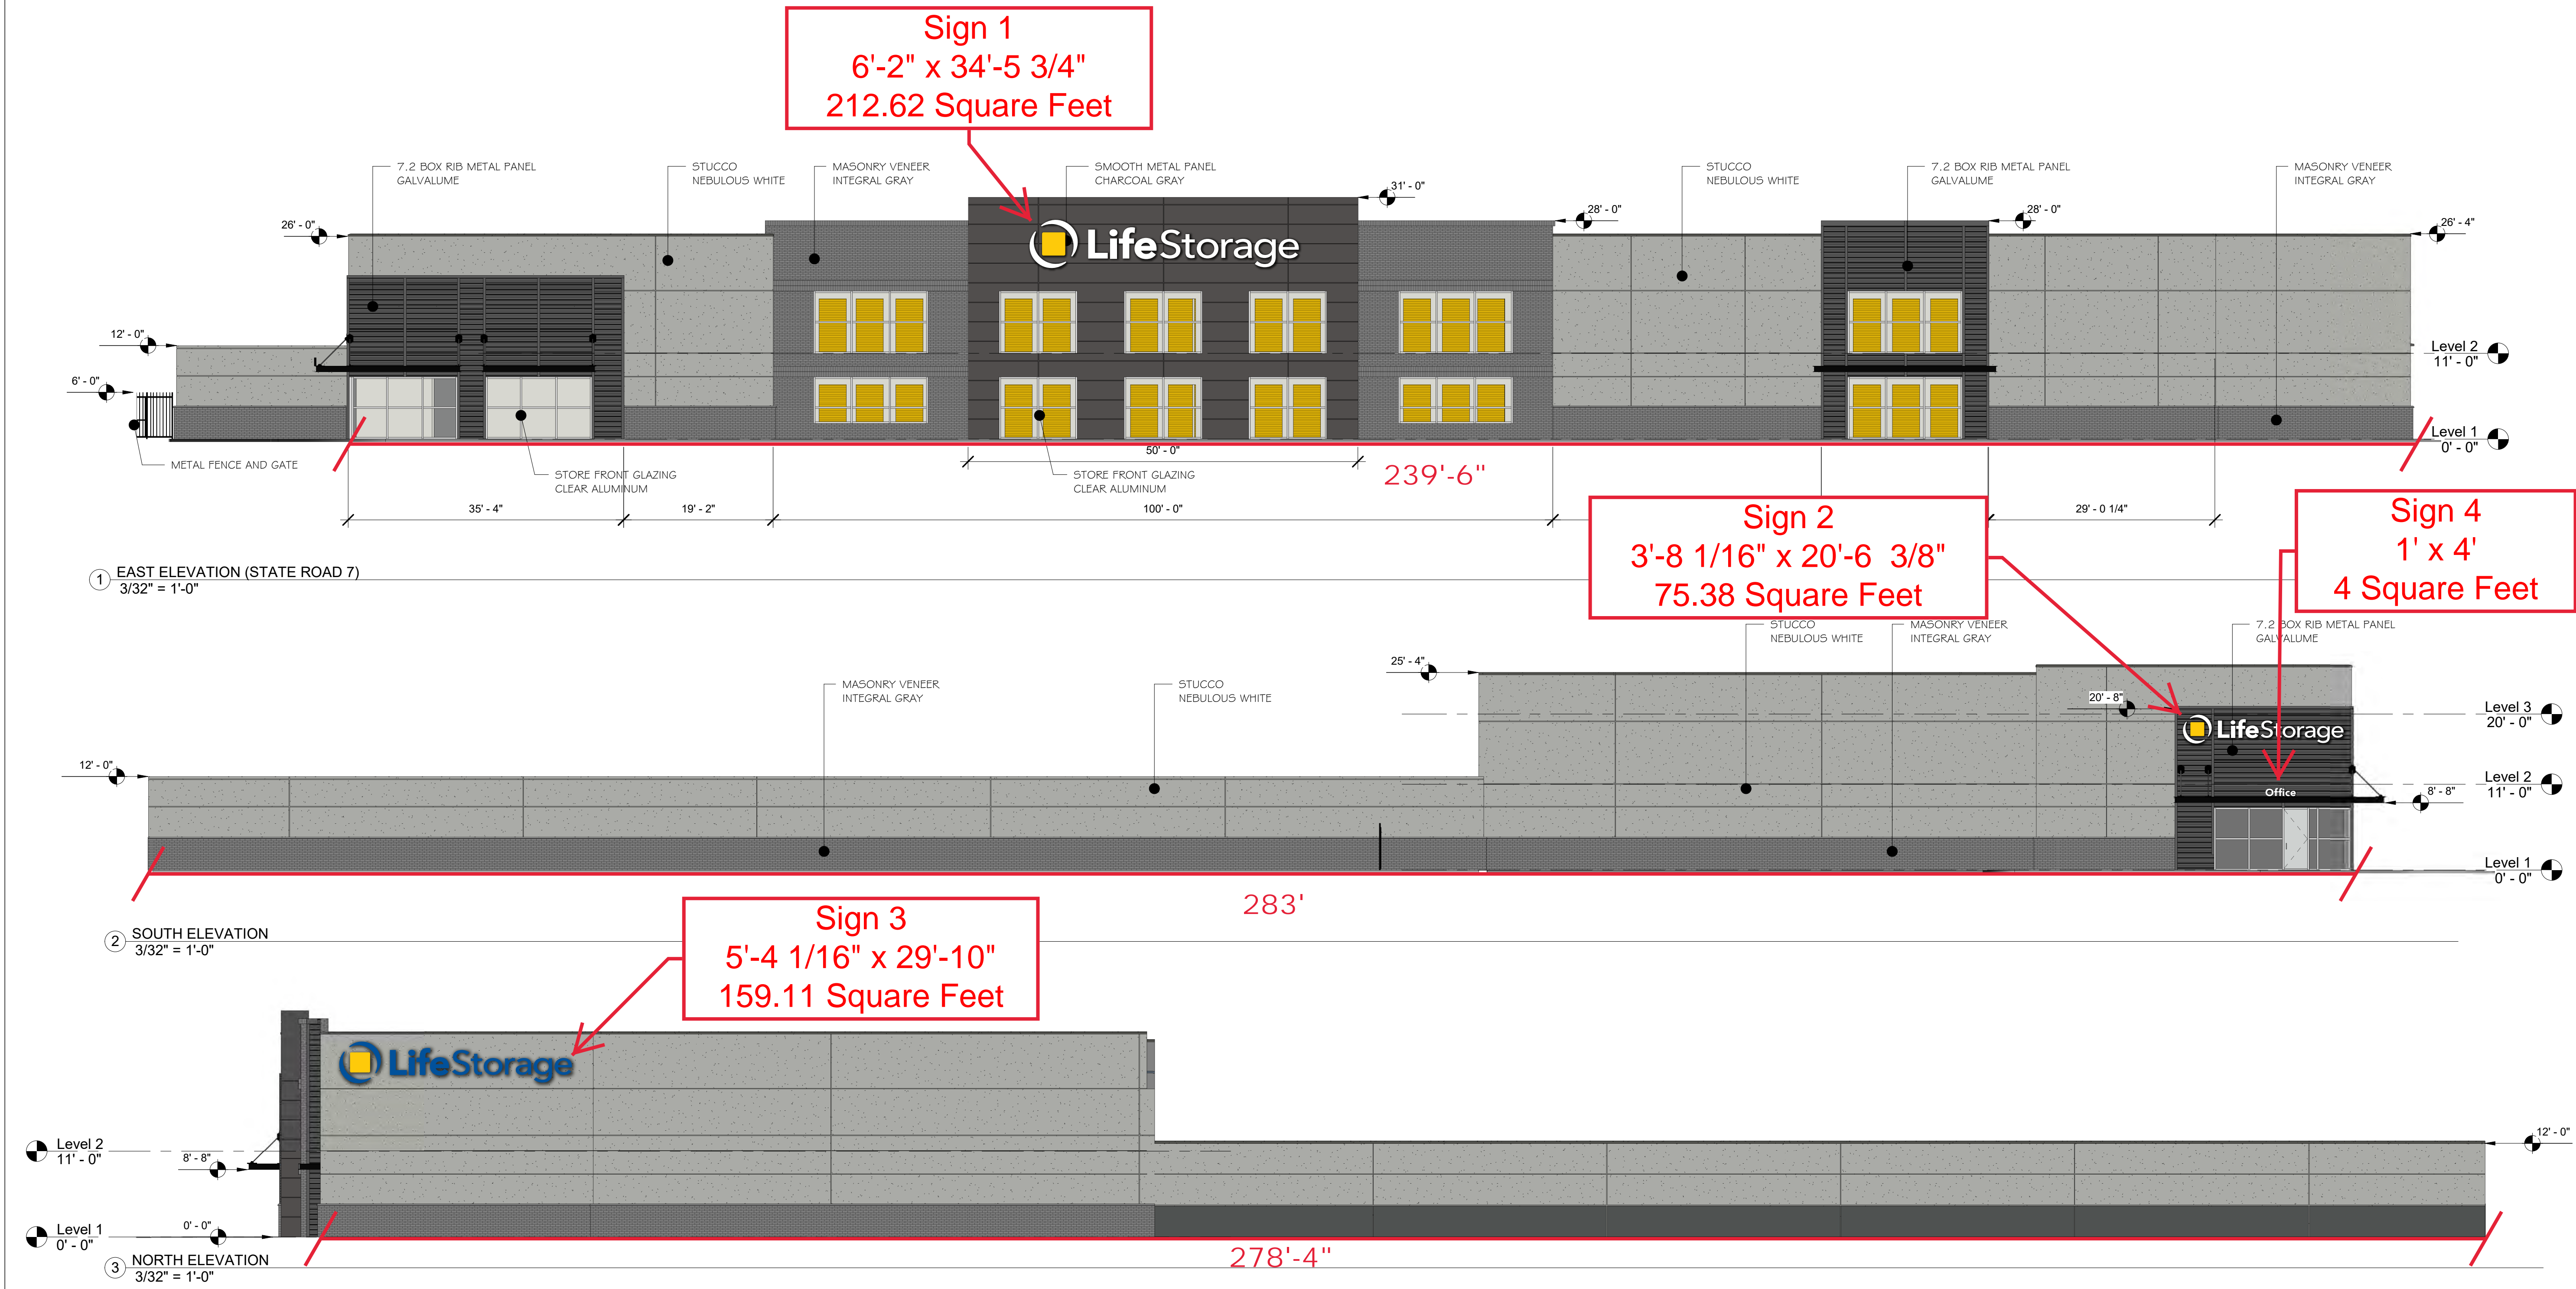 Sign 1
6'-2" x 34'-5 3/4"
212.62 Square Feet
7.2 BOX RIB METAL PANEL
GALVALUME
STUCCO
NEBULOUS WHITE
MASONRY VENEER
INTEGRAL GRAY
SMOOTH METAL PANEL
CHARCOAL GRAY
STUCCO
NEBULOUS WHITE
7.2 BOX RIB METAL PANEL
GALVALUME
MASONRY VENEER
INTEGRAL GRAY
31' - 0"
28' - 0"
28' - 0"
26' - 0"
26' - 4"
LifeStorage
12' - 0"
6' - 0"
Level 2
11' - 0"
Level 1
0' - 0"
METAL FENCE AND GATE
STORE FRONT GLAZING
CLEAR ALUMINUM
50' - 0"
STORE FRONT GLAZING
CLEAR ALUMINUM
239'-6"
35' - 4"
19' - 2"
100' - 0"
29' - 0 1/4"
Sign 2
3'-8 1/16" x 20'-6 3/8"
75.38 Square Feet
Sign 4
1' x 4'
4 Square Feet
1
EAST ELEVATION (STATE ROAD 7)
3/32" = 1'-0"
STUCCO
NEBULOUS WHITE
MASONRY VENEER
INTEGRAL GRAY
7.2 BOX RIB METAL PANEL
GALVALUME
MASONRY VENEER
INTEGRAL GRAY
STUCCO
NEBULOUS WHITE
25' - 4"
20' - 8"
Level 3
20' - 0"
LifeStorage
12' - 0"
Level 2
11' - 0"
Office
8' - 8"
Level 1
0' - 0"
283'
2
SOUTH ELEVATION
3/32" = 1'-0"
Sign 3
5'-4 1/16" x 29'-10"
159.11 Square Feet
LifeStorage
Level 2
11' - 0"
8' - 8"
12' - 0"
Level 1
0' - 0"
0' - 0"
278'-4"
3
NORTH ELEVATION
3/32" = 1'-0"